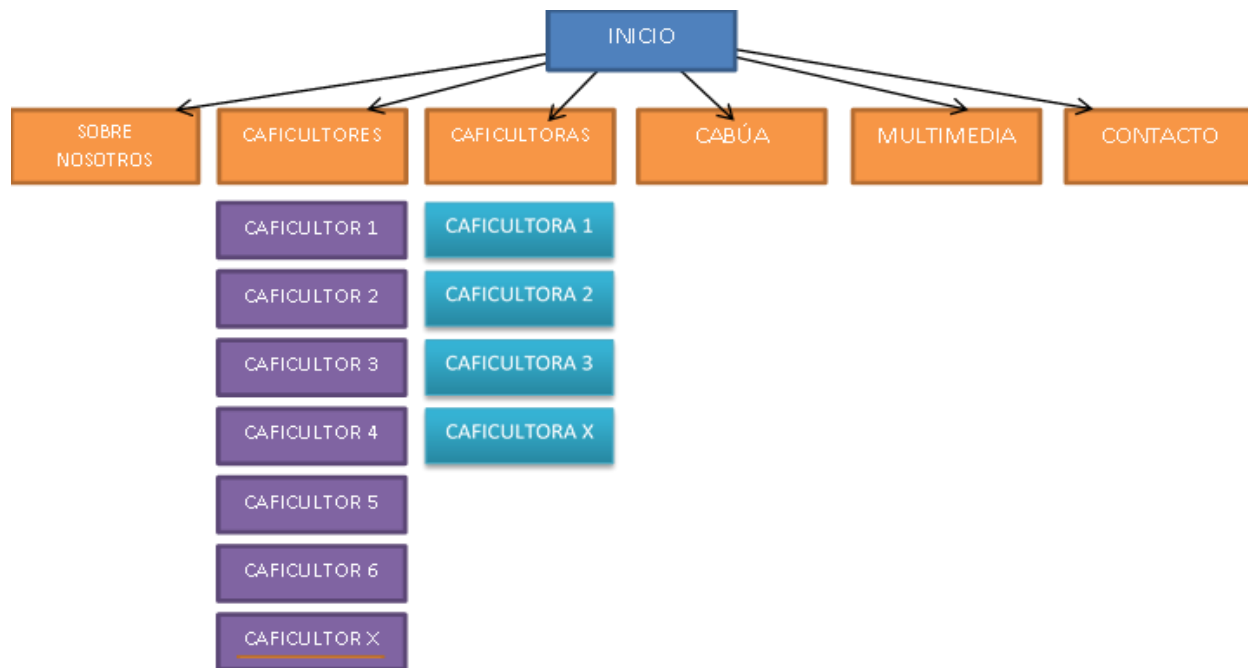 INICIO
SOBRE
NOSOTROS
CAFICULTORES
CAFICULTORAS
CABÚA
MULTIMEDIA
CONTACTO
CAFICULTOR 1
CAFICULTORA 1
CAFICULTOR 2
CAFICULTORA 2
CAFICULTOR 3
CAFICULTORA 3
CAFICULTOR 4
CAFICULTORA X
CAFICULTOR 5
CAFICULTOR 6
CAFICULTOR X